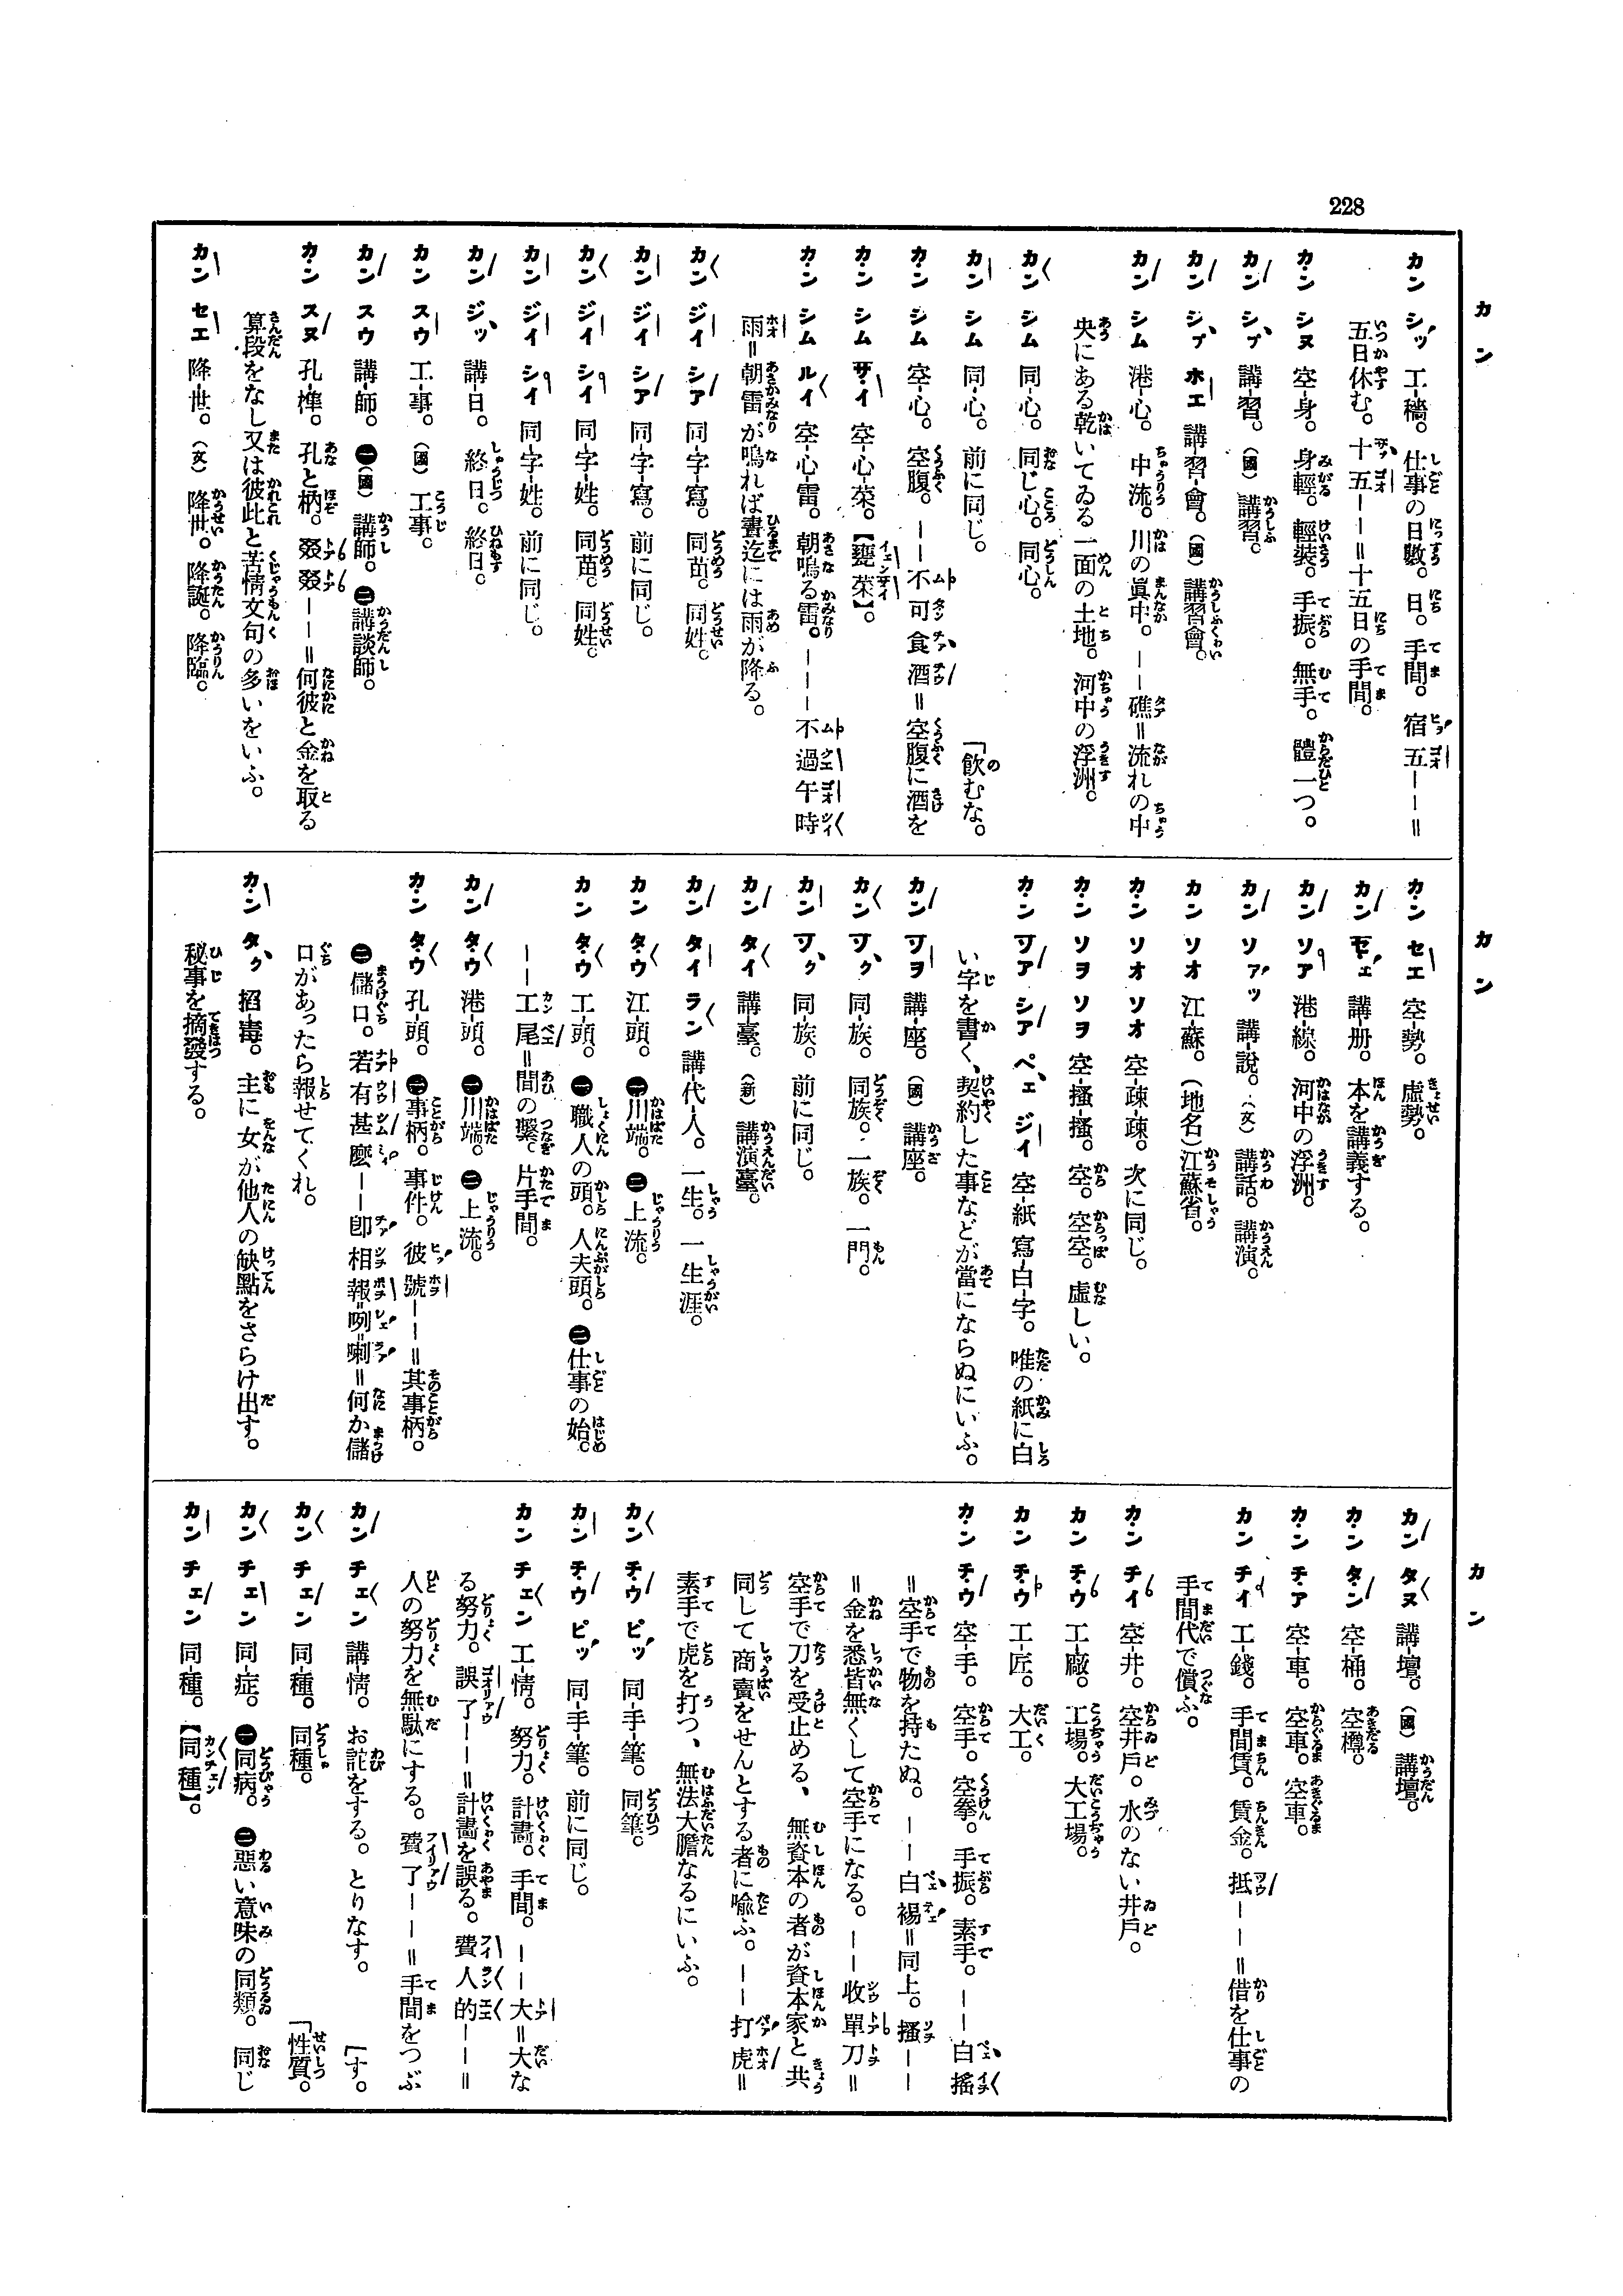 228
カン
カン シッ 工-穡。仕事の日數。日。手間。宿五－－＝
五日休む。十五－－＝十五日の手間。
カン シヌ 空-身。身輕。輕裝。手振。無手。體一つ。
カン シプ 講-習。(國) 講習。
カン シプ ホエ 講-習-會。(國) 講習會。
カン シム 港-心。中流。川の眞中。－－礁＝流れの中
央にある乾いてゐる一面の土地。河中の浮洲。
カン シム 同-心。同じ心。同心。
カン シム 同-心。前に同じ。
カン シム 空-心。空腹。－－不可食酒＝空腹に酒を
「飮むな。
カン シム ザイ 空-心-菜。【蕹菜】。
カン シム ルイ 空-心-雷。朝鳴る雷。－－－不過午時
雨＝朝雷が鳴れば晝迄には雨が降る。
カン ジイ シア 同-字-寫。同苗。同姓。
カン ジイ シア 同-字-寫。前に同じ。
カン ジイ シイ 同-字-姓。同苗。同姓。
カン ジイ シイ 同-字-姓。前に同じ。
カン ジッ 講-日。終日。終日。
カン スウ 工-事。(國) 工事。
カン スウ 講-師。㊀(國) 講師。㊁講談師。
カン スヌ 孔-榫。孔と柄。叕叕－－＝何彼と金を取る
算段をなし又は彼此と苦情文句の多いをいふ。
カン セエ 降-世。(文) 降世。降誕。降臨。
カン
カン セエ 空-勢。虛勢。
カン ゼェ 講-册。本を講義する。
カン ソア 港-線。河中の浮洲。
カン ソアッ 講-說。(文) 講話。講演。
カン ソオ 江-蘇。(地名)江蘇省。
カン ソオ ソオ 空-疎-疎。次に同じ。
カン ソヲ ソヲ 空-搔-搔。空。空空。虛しい。
カン ツア シア ペェ ジイ 空-紙 寫-白-字。唯の紙に白
い字を書く、契約した事などが當にならぬにいふ。
カン ツヲ 講-座。(國) 講座。
カン ツク 同-族。同族。一族。一門。
カン ツク 同-族。前に同じ。
カン タイ 講-臺。(新) 講演臺。
カン タイ ラン 講-代-人。一生。一生涯。
カン タウ 江-頭。㊀川端。㊁上流。
カン タウ 工-頭。㊀職人の頭。人夫頭。㊁仕事の始。
－－工尾＝間の繫。片手間。
カン タウ 港-頭。㊀川端。㊁上流。
カン タウ 孔-頭。㊀事柄。事件。彼號－－＝其事柄。
㊁儲口。若有甚麼－－卽相報=咧=喇＝何か儲
口があったら報せてくれ。
カン タク 招-毒。主に女が他人の缺點をさらけ出す。
秘事を摘發する。
カン
カン タヌ 講-壇。(國) 講壇。
カン タン 空-桶。空樽。
カン チア 空-車。空車。空車。
カン チイ 工-錢。手間賃。賃金。抵－－＝借を仕事の
手間代で償ふ。
カン チイ 空-井。空井戶。水のない井戶。
カン チウ 工-廠。工場。大工場。
カン チウ 工-匠。大工。
カン チウ 空-手。空手。空拳。手振。素手。－－白搖
＝空手で物を持たぬ。－－白裼＝同上。搔－－
＝金を悉皆無くして空手になる。－－收單刀＝
空手で刀を受止める、無資本の者が資本家と共
同して商賣をせんとする者に喩ふ。－－打虎＝
素手で虎を打つ、無法大膽なるにいふ。
カン チウ ピッ 同-手-筆。同筆。
カン チウ ピッ 同-手-筆。前に同じ。
カン チェン 工-情。努力。計畫。手間。－－大＝大な
る努力。誤了－－＝計畫を誤る。費人的－－＝
人の努力を無駄にする。費了－－＝手間をつぶ
「す。
カン チェン 講-情。お詫をする。とりなす。
カン チェン 同-種。同種。
「性質。
カン チェン 同-症。㊀同病。㊁惡い意味の同類。同じ
カン チェン 同-種。【同種】。